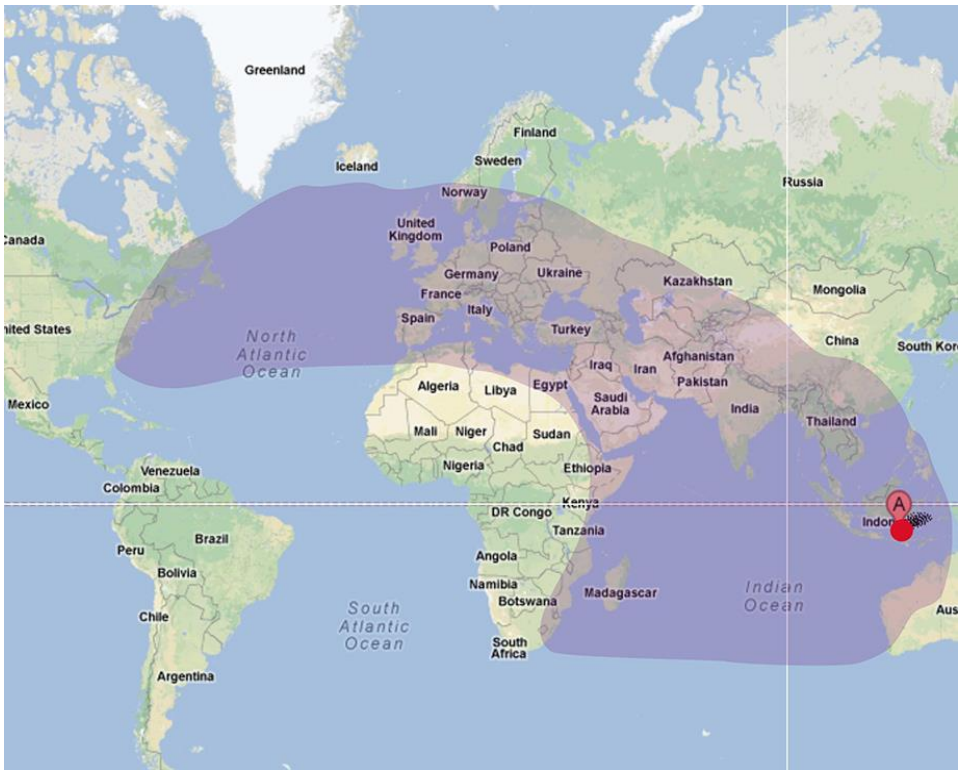 Greenland
Finland
Iceland
Sweden
Russia
Norway
United
Kingdom
Canada
Poland
Germany
Ukraine
Kazakhstan
Mongolia
France
Spain
Italy
nited States
Turkey
China
South Kore
North
Atlantic
Ocean
Iraq
Iran
Afghanistan
Pakistan
Mexico
Algeria
Libya
Egypt
Saudi
Arabia
India
Thailand
Mali
Niger
Chad
Sudan
Venezuela
Colombia
Nigeria
Ethiopia
Kenya
A
Indon
DR Congo
Tanzania
Peru
Brazil
Bolivia
Angola
Namibia
Botswana
Madagascar
Indian
Ocean
Aus
Chile
South
Atlantic
Ocean
South
Africa
Argentina